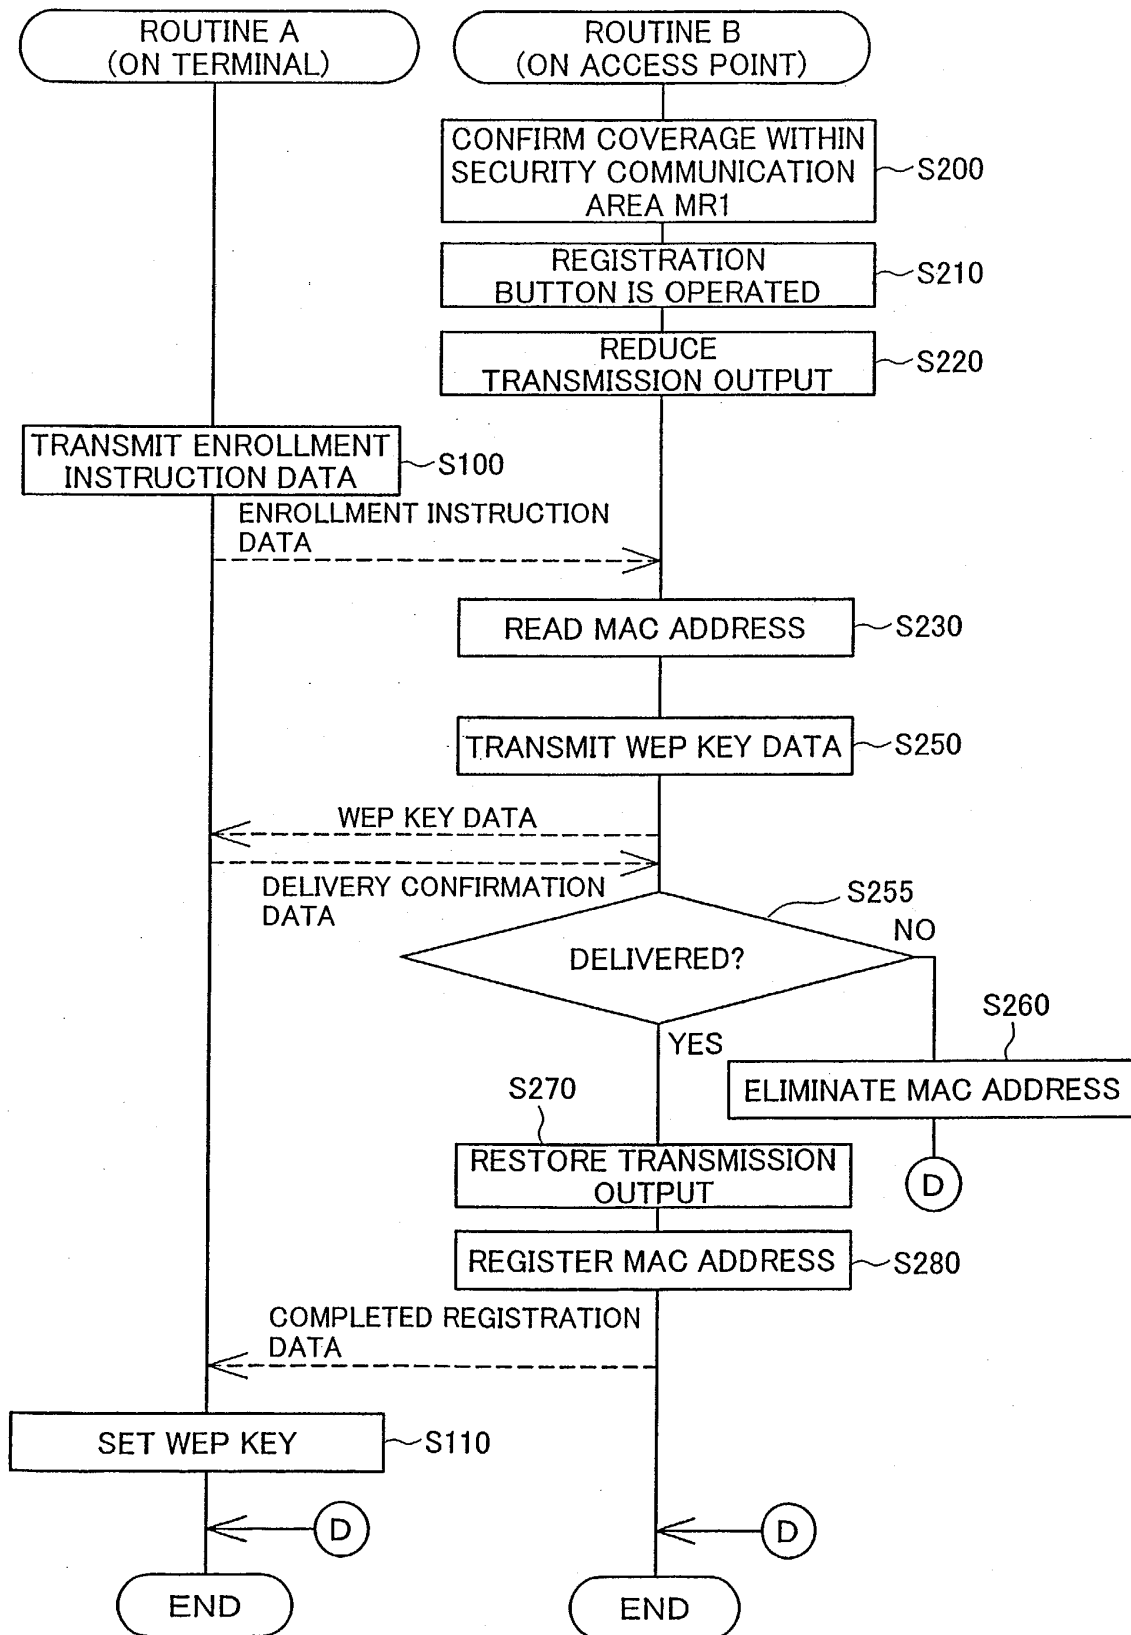 ROUTINE A
(ON TERMINAL)
ROUTINE B
(ON ACCESS POINT)
CONFIRM COVERAGE WITHIN
SECURITY COMMUNICATION
AREA MR1
S200
REGISTRATION
BUTTON IS OPERATED
S210
REDUCE
TRANSMISSION OUTPUT
S220
TRANSMIT ENROLLMENT
INSTRUCTION DATA
S100
ENROLLMENT INSTRUCTION
DATA
READ MAC ADDRESS
S230
TRANSMIT WEP KEY DATA
S250
WEP KEY DATA
DELIVERY CONFIRMATION
DATA
S255
DELIVERED?
NO
YES
S260
ELIMINATE MAC ADDRESS
D
S270
RESTORE TRANSMISSION
OUTPUT
REGISTER MAC ADDRESS
S280
COMPLETED REGISTRATION
DATA
SET WEP KEY
S110
D
D
END
END